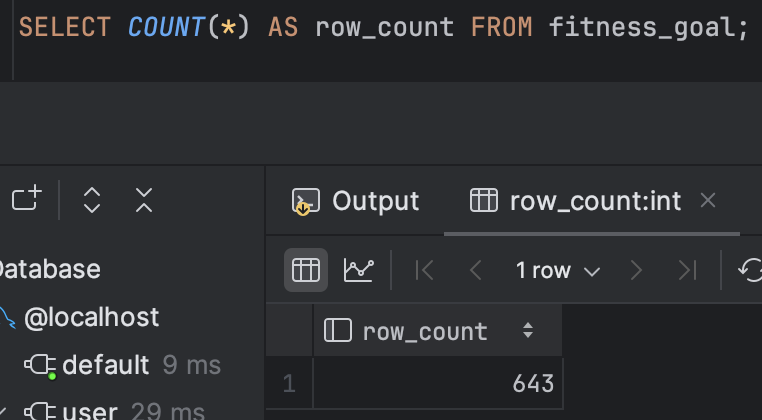 SELECT COUNT(*) AS row_count FROM fitness_goal;
Output
row_count:int
1 row
Database
@localhost
default 9 ms
user 29 ms
row_count
1 643